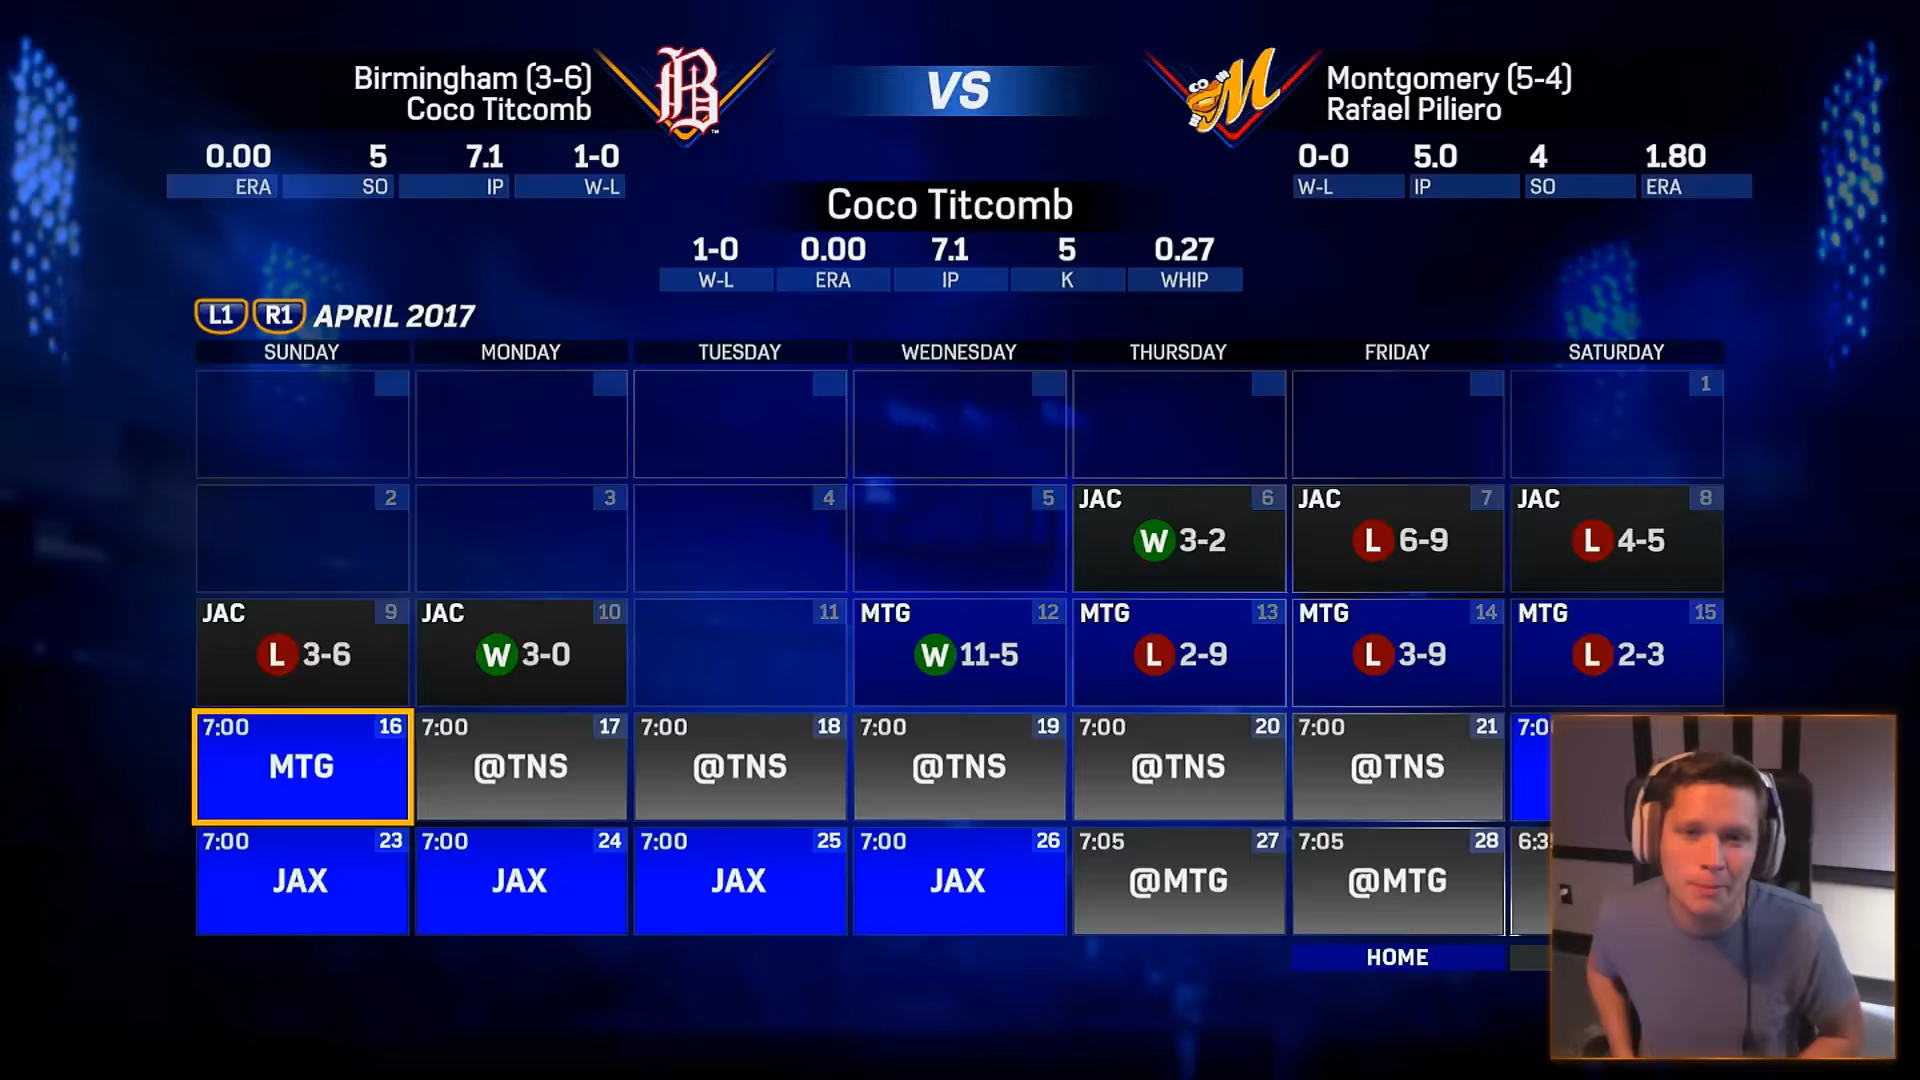 Birmingham (3-6)
Coco Titcomb
B
VS
M
Montgomery (5-4)
Rafael Piliero
0.00 5 7.1 1-0
ERA SO IP W-L
0-0 5.0 4 1.80
W-L IP SO ERA
Coco Titcomb
1-0 0.00 7.1 5 0.27
W-L ERA IP K WHIP
L1 R1 APRIL 2017
SUNDAY MONDAY TUESDAY WEDNESDAY THURSDAY FRIDAY SATURDAY
1
2 3 4 5 JAC 6 JAC 7 JAC 8
W 3-2 L 6-9 L 4-5
JAC 9 JAC 10 11 MTG 12 MTG 13 MTG 14 MTG 15
L 3-6 W 3-0 W 11-5 L 2-9 L 3-9 L 2-3
7:00 16 7:00 17 7:00 18 7:00 19 7:00 20 7:00 21
MTG @TNS @TNS @TNS @TNS @TNS
7:00 23 7:00 24 7:00 25 7:00 26 7:05 27 7:05 28
JAX JAX JAX JAX @MTG @MTG
HOME